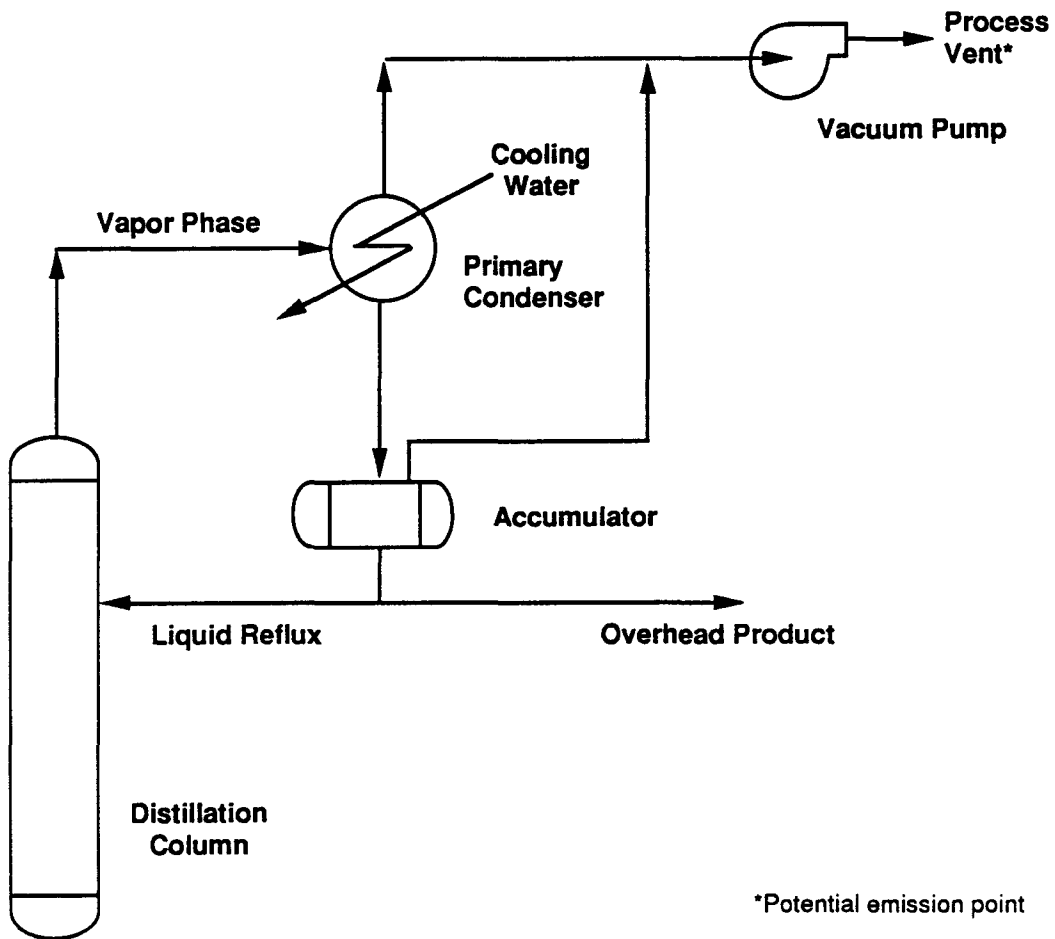 Process
Vent*
Vacuum Pump
Cooling
Water
Vapor Phase
Primary
Condenser
Accumulator
Liquid Reflux
Overhead Product
Distillation
Column
*Potential emission point